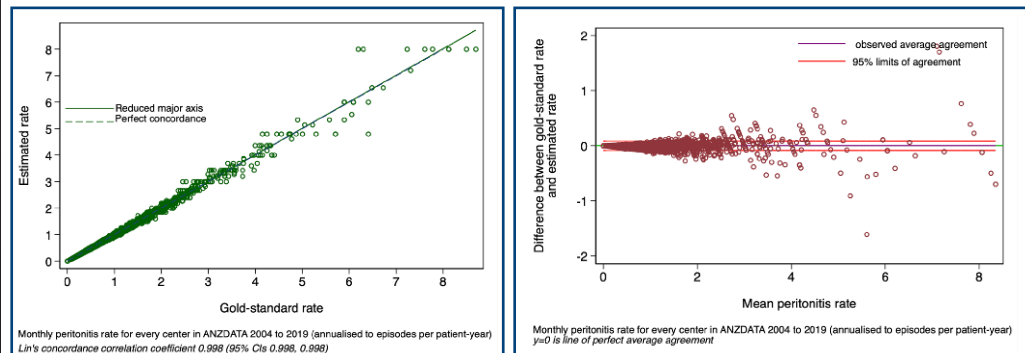 Estimated rate
8
7
6
5
4
3
2
1
0
Reduced major axis
Perfect concordance
0 1 2 3 4 5 6 7 8
Gold-standard rate
Monthly peritonitis rate for every center in ANZDATA 2004 to 2019 (annualised to episodes per patient-year)
Lin's concordance correlation coefficient 0.998 (95% CIs 0.998, 0.998)
Difference between gold-standard rate
and estimated rate
2
1
0
-1
-2
observed average agreement
95% limits of agreement
0 2 4 6 8
Mean peritonitis rate
Monthly peritonitis rate for every center in ANZDATA 2004 to 2019 (annualised to episodes per patient-year)
y=0 is line of perfect average agreement